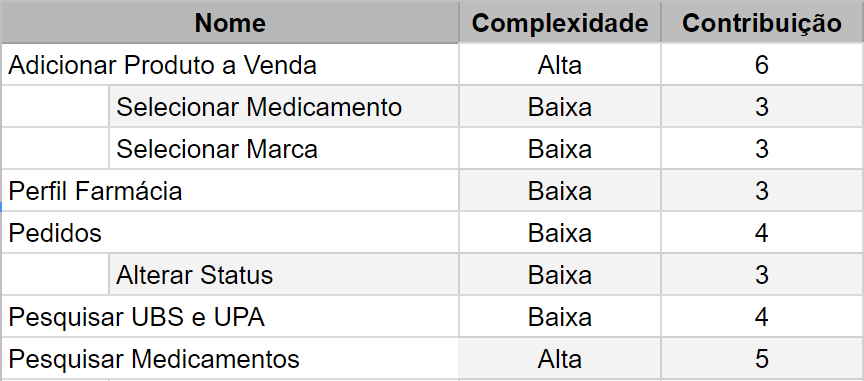 Nome Complexidade Contribuição
Adicionar Produto a Venda Alta 6
Selecionar Medicamento Baixa 3
Selecionar Marca Baixa 3
Perfil Farmácia Baixa 3
Pedidos Baixa 4
Alterar Status Baixa 3
Pesquisar UBS e UPA Baixa 4
Pesquisar Medicamentos Alta 5